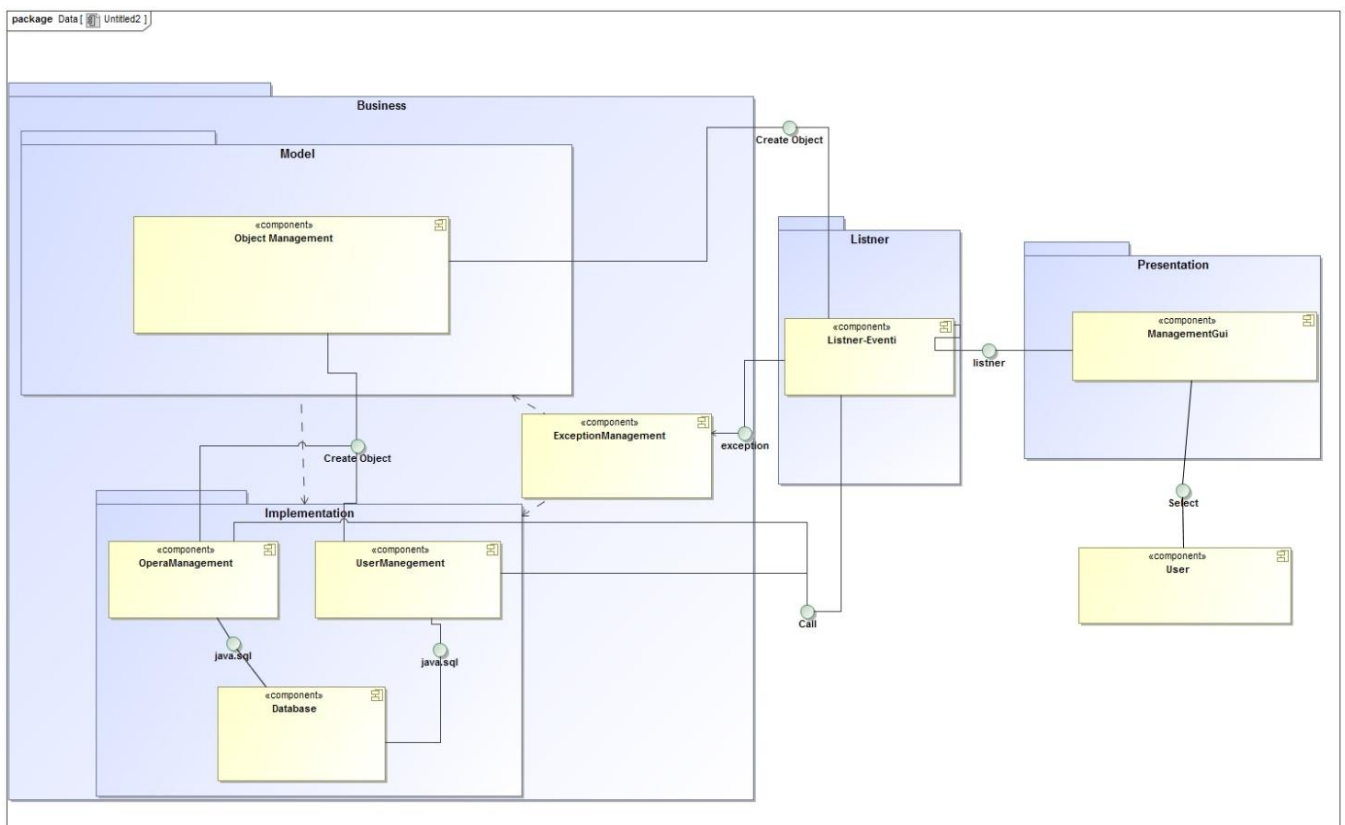 package Data [ Untitled2 ]
Business
Model
Create Object
«component»
Object Management
Listner
Presentation
«component»
Listner-Eventi
«component»
ManagementGui
listner
«component»
ExceptionManagement
exception
Create Object
Select
Implementation
«component»
OperaManagement
«component»
UserManegement
«component»
User
Call
java.sql
java.sql
«component»
Database